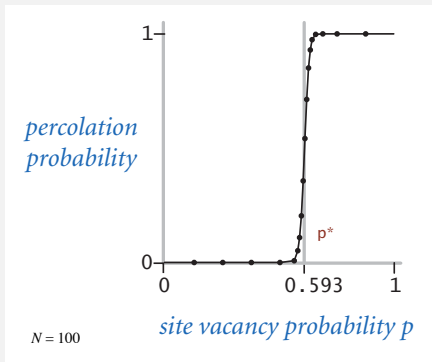 1
percolation
probability
p*
0
0 0.593 1
site vacancy probability p
N = 100